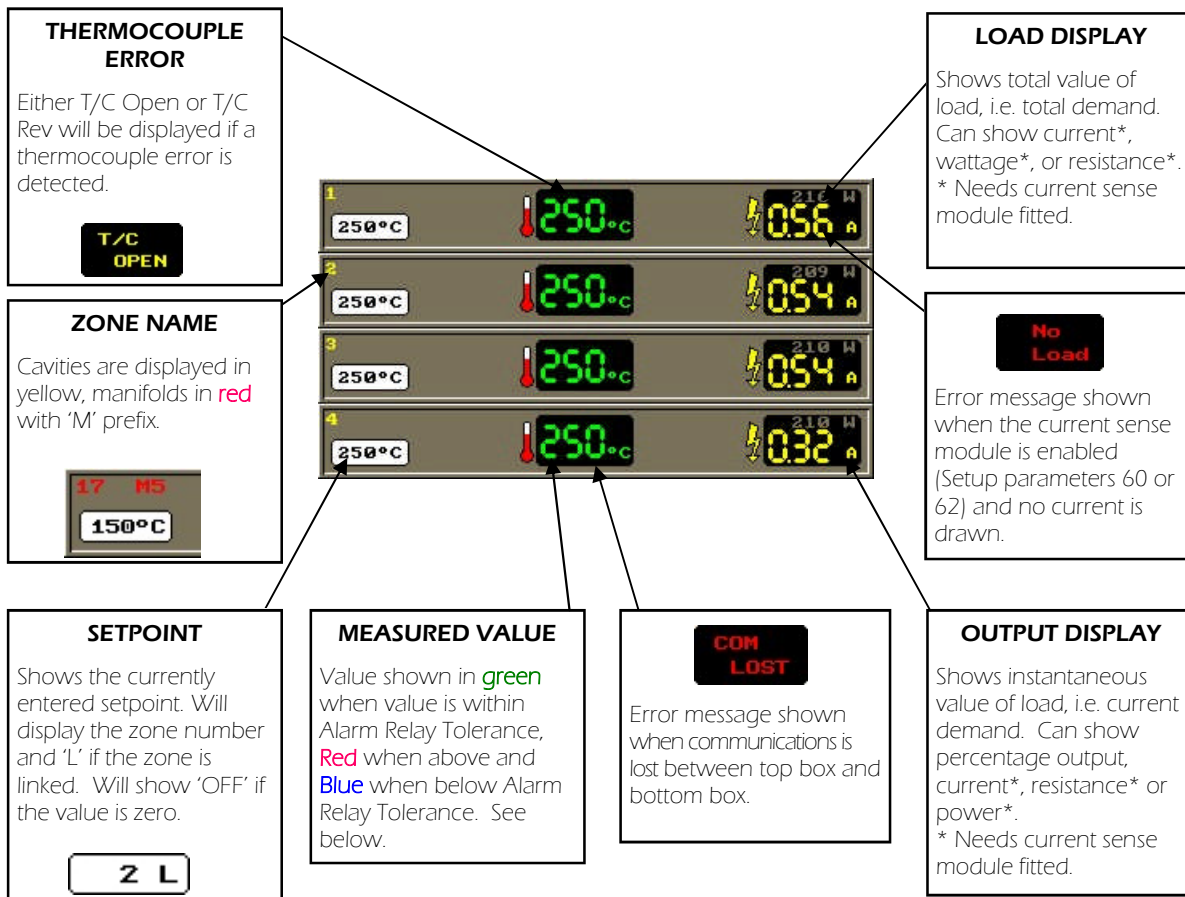 THERMOCOUPLE
ERROR
Either T/C Open or T/C
Rev will be displayed if a
thermocouple error is
detected.
T/C
OPEN
ZONE NAME
Cavities are displayed in
yellow, manifolds in red
with ‘M’ prefix.
17 M5
150°C
SETPOINT
Shows the currently
entered setpoint. Will
display the zone number
and ‘L’ if the zone is
linked. Will show ‘OFF’ if
the value is zero.
2 L
1
250°C
250°C
216 W
0.56 A
2
250°C
250°C
209 W
0.54 A
3
250°C
250°C
210 W
0.54 A
4
250°C
250°C
210 W
0.32 A
MEASURED VALUE
Value shown in green
when value is within
Alarm Relay Tolerance,
Red when above and
Blue when below Alarm
Relay Tolerance. See
below.
COM
LOST
Error message shown
when communications is
lost between top box and
bottom box.
LOAD DISPLAY
Shows total value of
load, i.e. total demand.
Can show current*,
wattage*, or resistance*.
* Needs current sense
module fitted.
No
Load
Error message shown
when the current sense
module is enabled
(Setup parameters 60 or
62) and no current is
drawn.
OUTPUT DISPLAY
Shows instantaneous
value of load, i.e. current
demand. Can show
percentage output,
current*, resistance* or
power*.
* Needs current sense
module fitted.